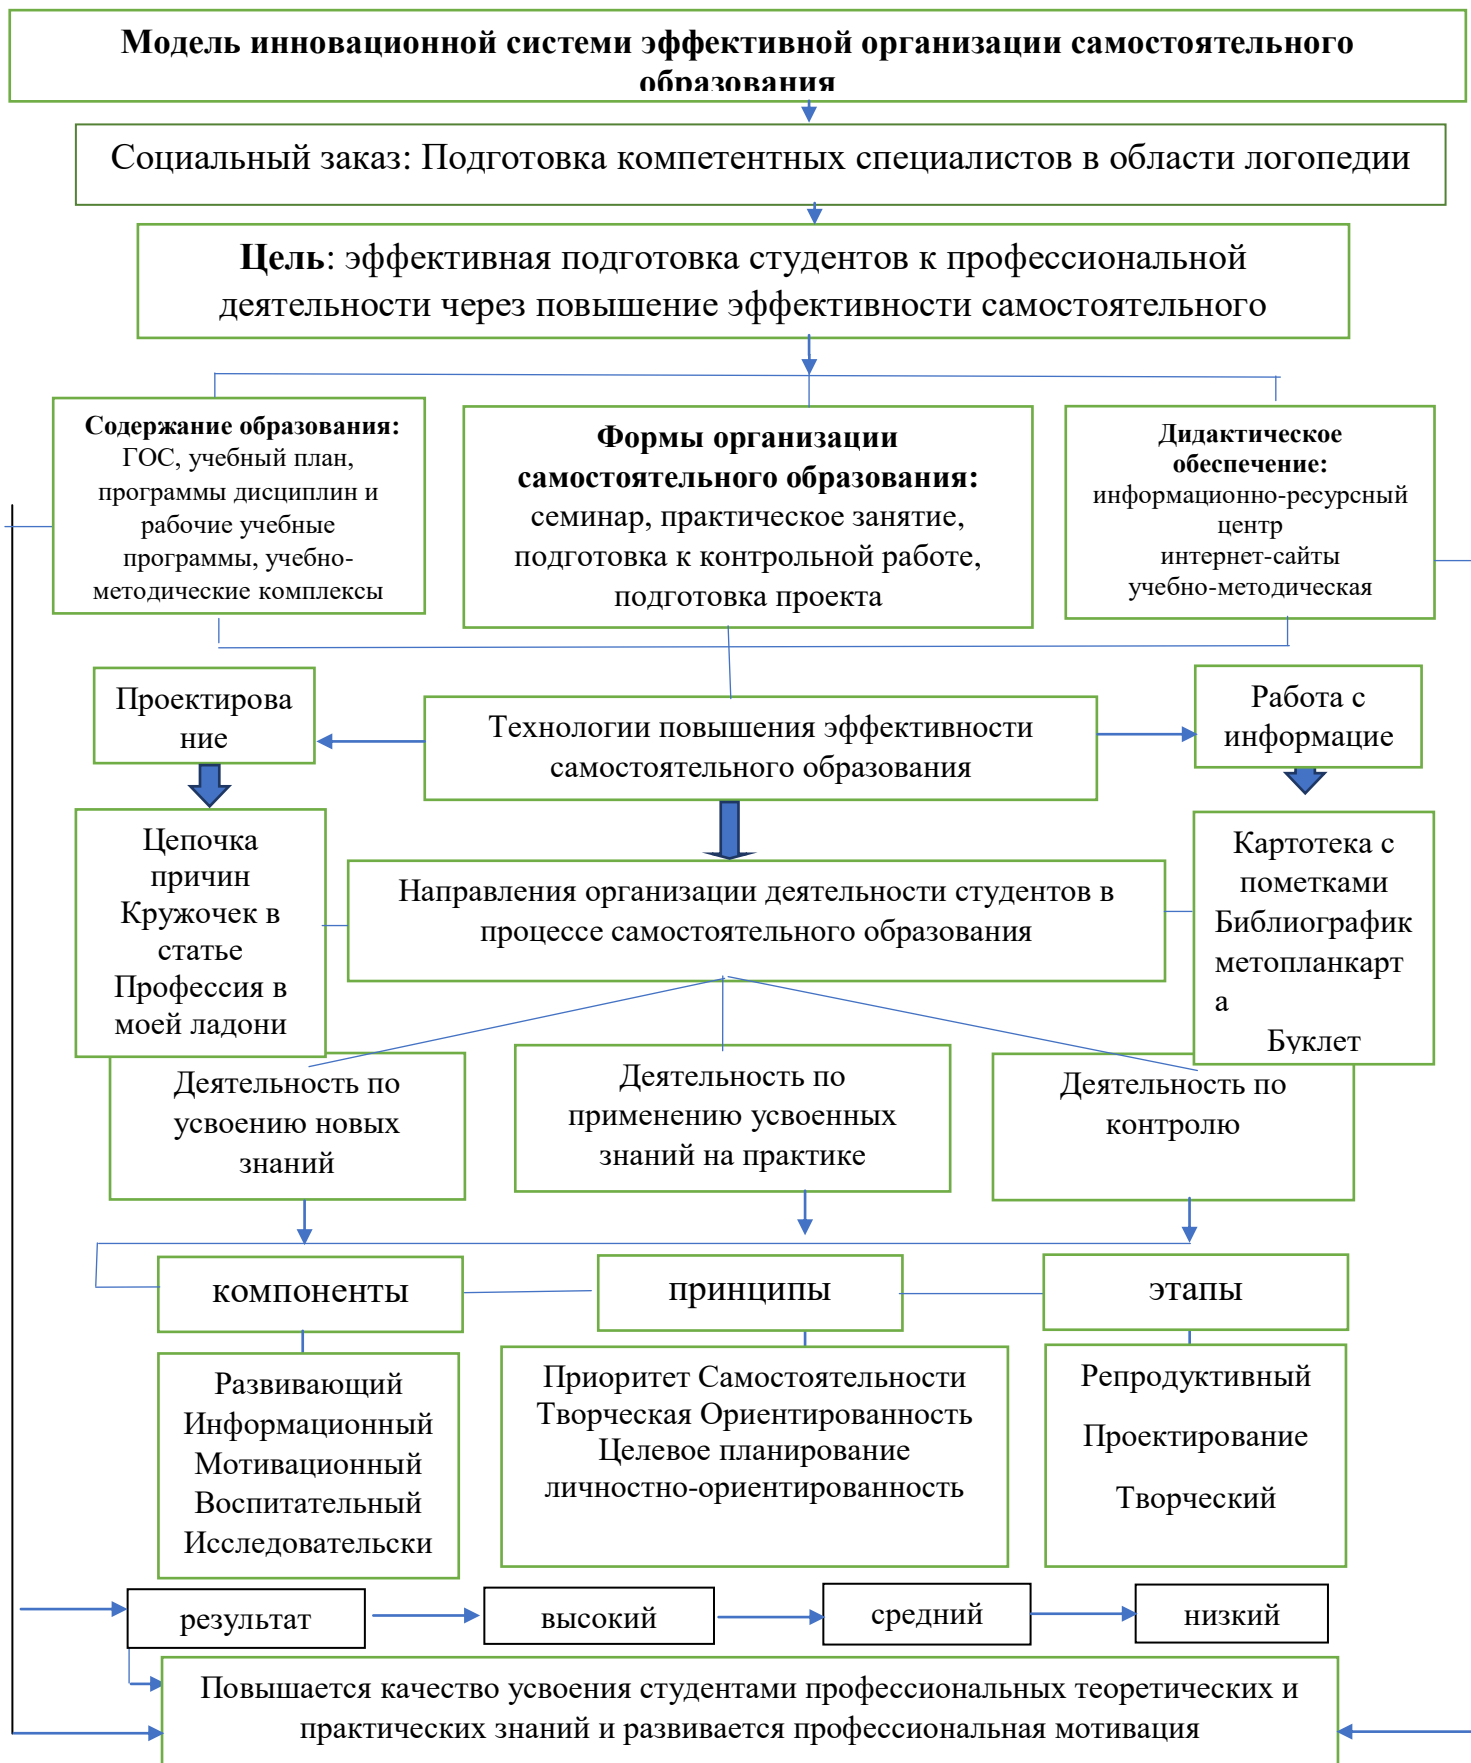 Модель инновационной системи эффективной организации самостоятельного
образования
Социальный заказ: Подготовка компетентных специалистов в области логопедии
Цель: эффективная подготовка студентов к профессиональной
деятельности через повышение эффективности самостоятельного
Содержание образования:
ГОС, учебный план,
программы дисциплин и
рабочие учебные
программы, учебно-
методические комплексы
Формы организации
самостоятельного образования:
семинар, практическое занятие,
подготовка к контрольной работе,
подготовка проекта
Дидактическое
обеспечение:
информационно-ресурсный
центр
интернет-сайты
учебно-методическая
Проектирова
ние
Технологии повышения эффективности
самостоятельного образования
Работа с
информацие
Цепочка
причин
Кружочек в
статье
Профессия в
моей ладони
Направления организации деятельности студентов в
процессе самостоятельного образования
Картотека с
пометками
Библиографик
метопланкарт
а
Буклет
Деятельность по
усвоению новых
знаний
Деятельность по
применению усвоенных
знаний на практике
Деятельность по
контролю
компоненты
принципы
этапы
Развивающий
Информационный
Мотивационный
Воспитательный
Исследовательски
Приоритет Самостоятельности
Творческая Ориентированность
Целевое планирование
личностно-ориентированность
Репродуктивный
Проектирование
Творческий
результат
высокий
средний
низкий
Повышается качество усвоения студентами профессиональных теоретических и
практических знаний и развивается профессиональная мотивация